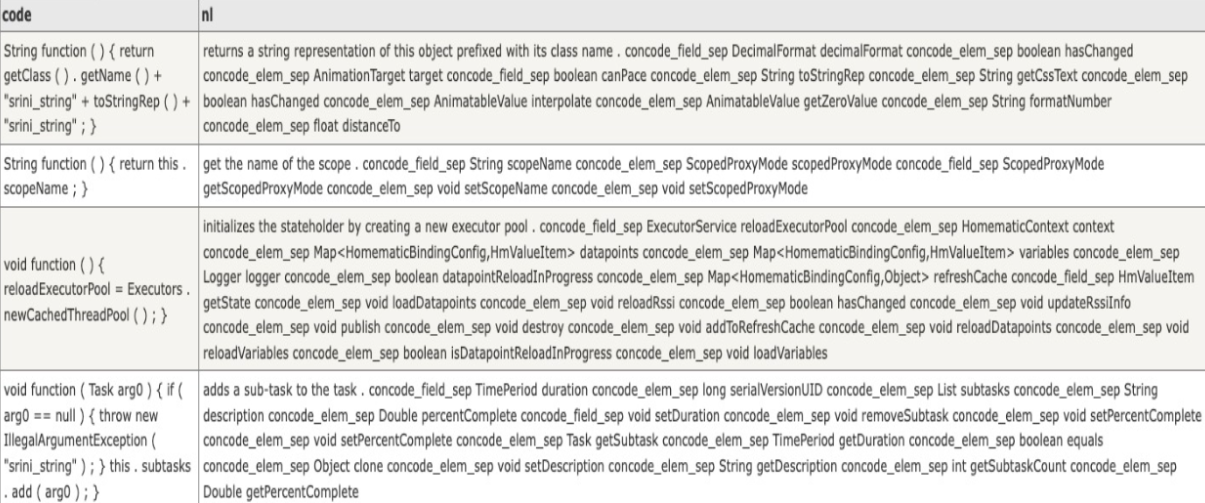 code nl
String function ( ) { return
getClass ( ) . getName ( ) +
"srini_string" + toStringRep ( ) +
"srini_string" ; }
returns a string representation of this object prefixed with its class name . concode_field_sep DecimalFormat decimalFormat concode_elem_sep boolean hasChanged
concode_elem_sep AnimationTarget target concode_field_sep boolean canPace concode_elem_sep String toStringRep concode_elem_sep String getCssText concode_elem_sep
boolean hasChanged concode_elem_sep AnimatableValue interpolate concode_elem_sep AnimatableValue getZeroValue concode_elem_sep String formatNumber
concode_elem_sep float distanceTo
String function ( ) { return this .
scopeName ; }
get the name of the scope . concode_field_sep String scopeName concode_elem_sep ScopedProxyMode scopedProxyMode concode_field_sep ScopedProxyMode
getScopedProxyMode concode_elem_sep void setScopeName concode_elem_sep void setScopedProxyMode
void function ( ) {
reloadExecutorPool = Executors .
newCachedThreadPool ( ) ; }
initializes the stateholder by creating a new executor pool . concode_field_sep ExecutorService reloadExecutorPool concode_elem_sep HomematicContext context
concode_elem_sep Map<HomematicBindingConfig,HmValueItem> datapoints concode_elem_sep Map<HomematicBindingConfig,HmValueItem> variables concode_elem_sep
Logger logger concode_elem_sep boolean datapointReloadInProgress concode_elem_sep Map<HomematicBindingConfig,Object> refreshCache concode_field_sep HmValueItem
getState concode_elem_sep void loadDatapoints concode_elem_sep void reloadRssi concode_elem_sep boolean hasChanged concode_elem_sep void updateRssiInfo
concode_elem_sep void publish concode_elem_sep void destroy concode_elem_sep void addToRefreshCache concode_elem_sep void reloadDatapoints concode_elem_sep void
reloadVariables concode_elem_sep boolean isDatapointReloadInProgress concode_elem_sep void loadVariables
void function ( Task arg0 ) { if (
arg0 == null ) { throw new
IllegalArgumentException (
"srini_string" ) ; } this . subtasks
. add ( arg0 ) ; }
adds a sub-task to the task . concode_field_sep TimePeriod duration concode_elem_sep long serialVersionUID concode_elem_sep List subtasks concode_elem_sep String
description concode_elem_sep Double percentComplete concode_field_sep void setDuration concode_elem_sep void removeSubtask concode_elem_sep void setPercentComplete
concode_elem_sep void setPercentComplete concode_elem_sep Task getSubtask concode_elem_sep TimePeriod getDuration concode_elem_sep boolean equals
concode_elem_sep Object clone concode_elem_sep void setDescription concode_elem_sep String getDescription concode_elem_sep int getSubtaskCount concode_elem_sep
Double getPercentComplete